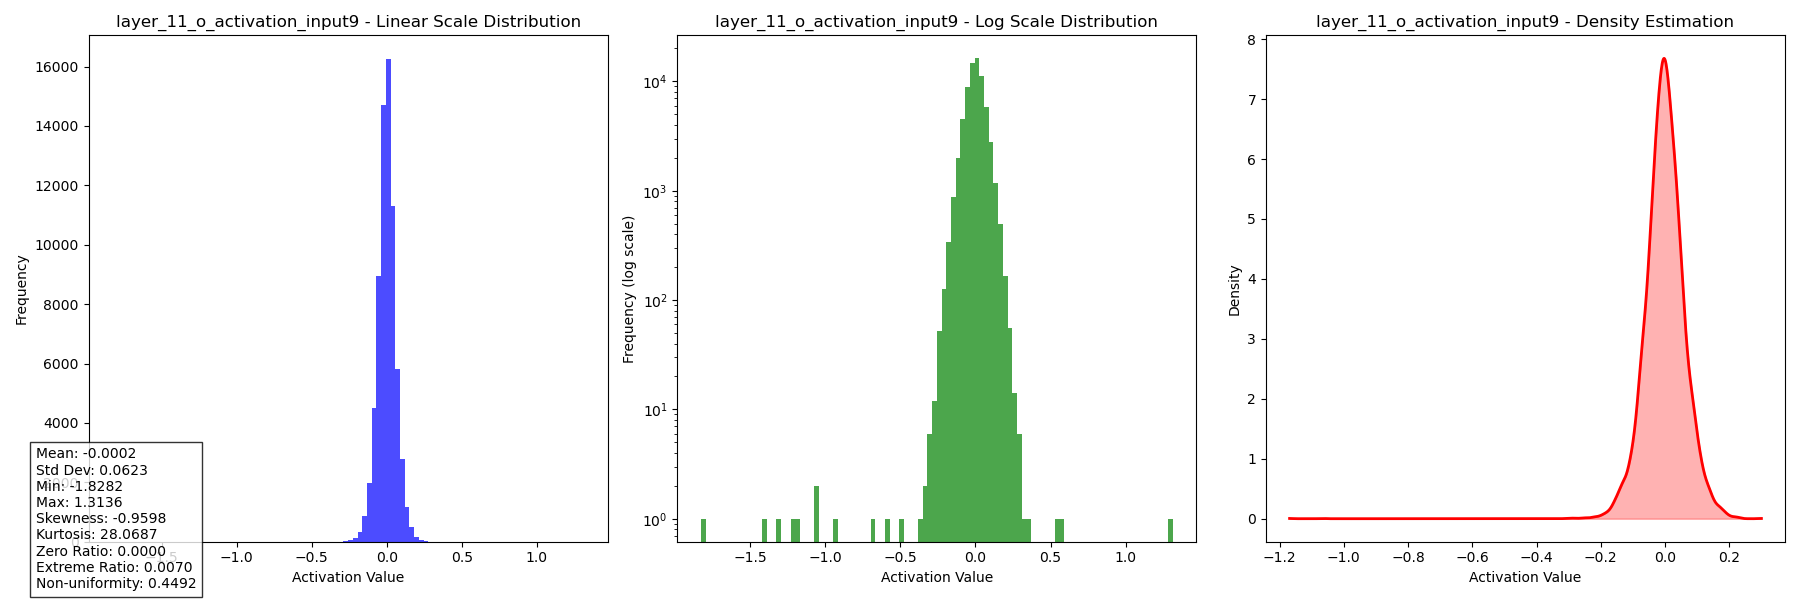 layer_11_o_activation_input9 - Linear Scale Distribution
16000
14000
12000
10000
8000
6000
4000
2000
0
Frequency
−1.5
−1.0
−0.5
0.0
0.5
1.0
Activation Value
Mean: -0.0002
Std Dev: 0.0623
Min: -1.8282
Max: 1.3136
Skewness: -0.9598
Kurtosis: 28.0687
Zero Ratio: 0.0000
Extreme Ratio: 0.0070
Non-uniformity: 0.4492
layer_11_o_activation_input9 - Log Scale Distribution
10⁴
10³
10²
10¹
10⁰
Frequency (log scale)
−1.5
−1.0
−0.5
0.0
0.5
1.0
Activation Value
layer_11_o_activation_input9 - Density Estimation
8
7
6
5
4
3
2
1
0
Density
−1.2
−1.0
−0.8
−0.6
−0.4
−0.2
0.0
0.2
Activation Value